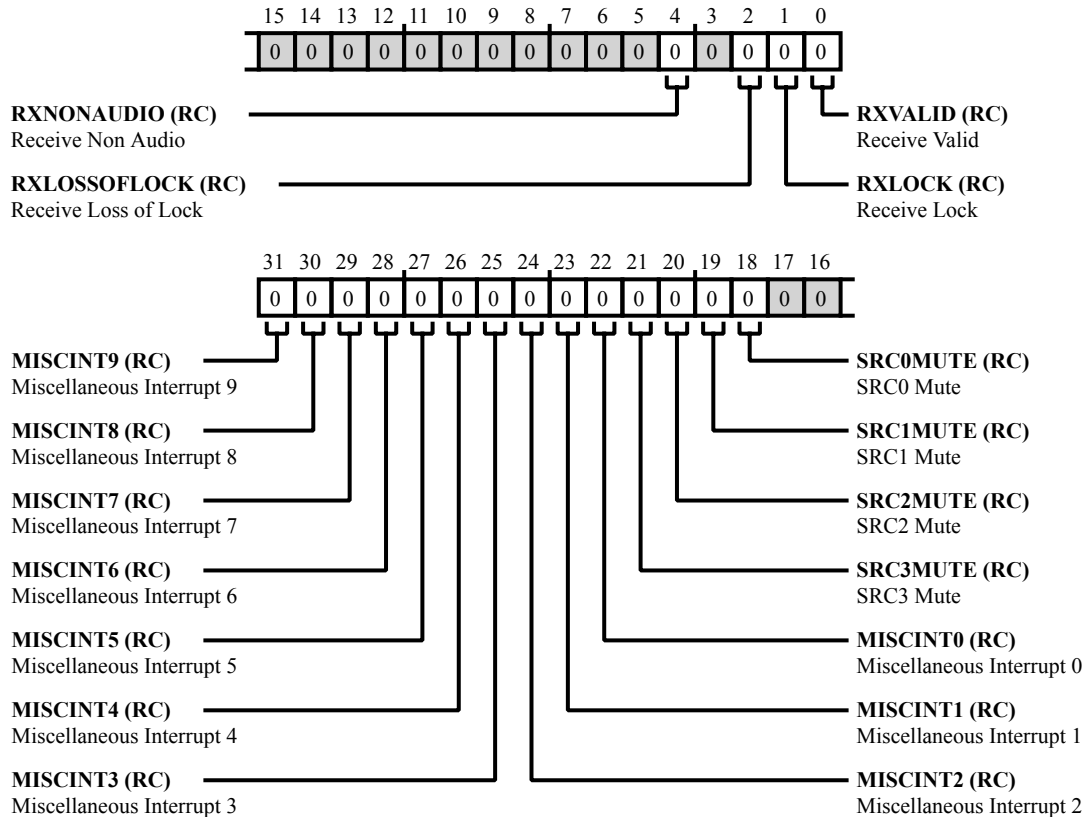 15 14 13 12 11 10 9 8 7 6 5 4 3 2 1 0
0 0 0 0 0 0 0 0 0 0 0 0 0 0 0 0
RXNONAUDIO (RC)
Receive Non Audio
RXVALID (RC)
Receive Valid
RXLOSSOFLOCK (RC)
Receive Loss of Lock
RXLOCK (RC)
Receive Lock
31 30 29 28 27 26 25 24 23 22 21 20 19 18 17 16
0 0 0 0 0 0 0 0 0 0 0 0 0 0 0 0
MISCINT9 (RC)
Miscellaneous Interrupt 9
SRC0MUTE (RC)
SRC0 Mute
MISCINT8 (RC)
Miscellaneous Interrupt 8
SRC1MUTE (RC)
SRC1 Mute
MISCINT7 (RC)
Miscellaneous Interrupt 7
SRC2MUTE (RC)
SRC2 Mute
MISCINT6 (RC)
Miscellaneous Interrupt 6
SRC3MUTE (RC)
SRC3 Mute
MISCINT5 (RC)
Miscellaneous Interrupt 5
MISCINT0 (RC)
Miscellaneous Interrupt 0
MISCINT4 (RC)
Miscellaneous Interrupt 4
MISCINT1 (RC)
Miscellaneous Interrupt 1
MISCINT3 (RC)
Miscellaneous Interrupt 3
MISCINT2 (RC)
Miscellaneous Interrupt 2